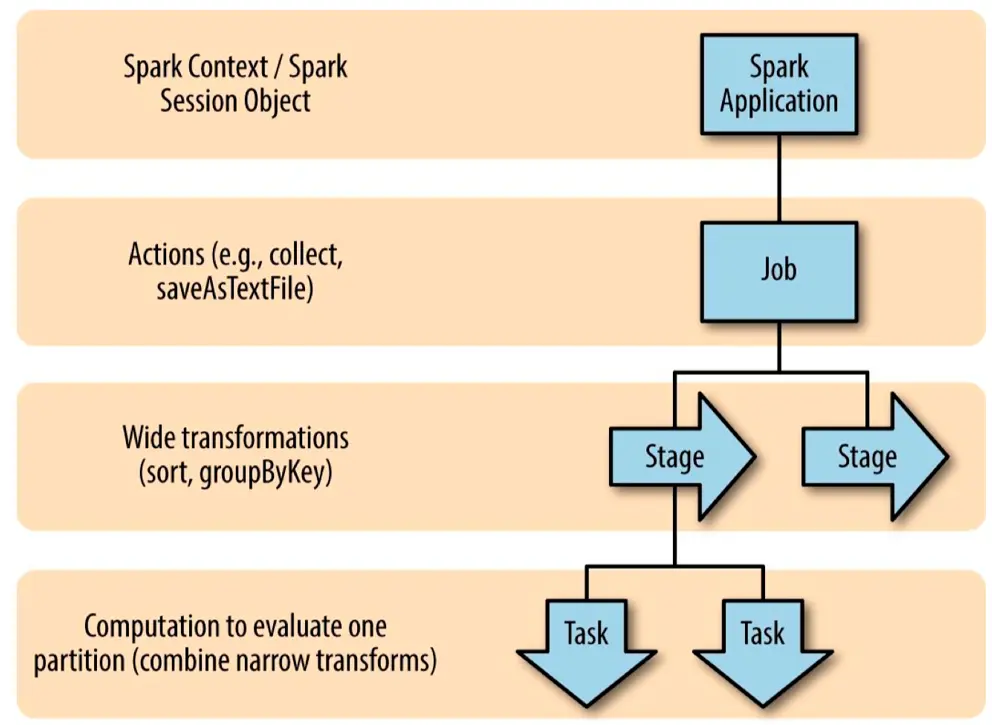 Spark Context / Spark
Session Object
Spark
Application
Actions (e.g., collect,
saveAsTextFile)
Job
Wide transformations
(sort, groupByKey)
Stage
Stage
Computation to evaluate one
partition (combine narrow transforms)
Task
Task